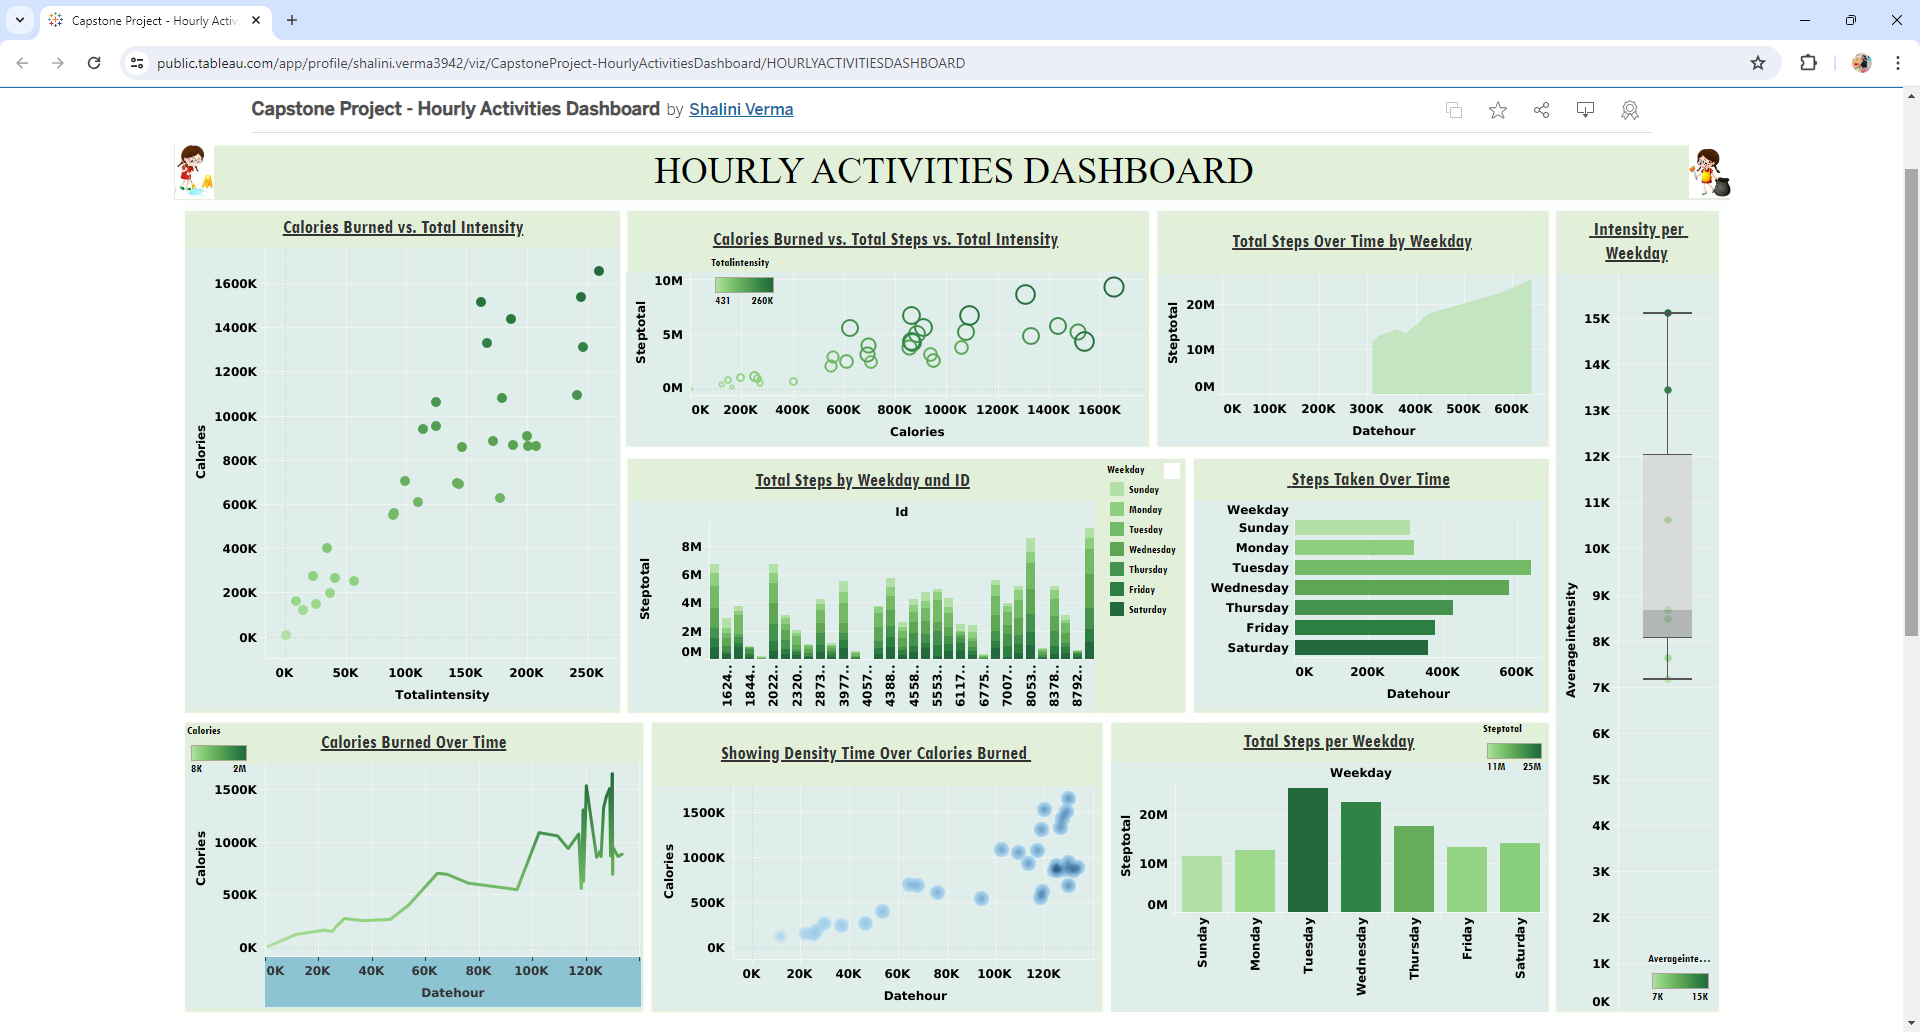 Capstone Project - Hourly Activ
public.tableau.com/app/profile/shalini.verma3942/viz/CapstoneProject-HourlyActivitiesDashboard/HOURLYACTIVITIESDASHBOARD
Capstone Project - Hourly Activities Dashboard by Shalini Verma
HOURLY ACTIVITIES DASHBOARD
Calories Burned vs. Total Intensity
Calories
1600K
1400K
1200K
1000K
800K
600K
400K
200K
0K
0K 50K 100K 150K 200K 250K
Totalintensity
Calories Burned vs. Total Steps vs. Total Intensity
Totalintensity
431 260K
Steptotal
10M
5M
0M
0K 200K 400K 600K 800K 1000K 1200K 1400K 1600K
Calories
Total Steps Over Time by Weekday
Steptotal
20M
10M
0M
0K 100K 200K 300K 400K 500K 600K
Datehour
Intensity per
Weekday
Averageintensity
15K
14K
13K
12K
11K
10K
9K
8K
7K
6K
5K
4K
3K
2K
1K
0K
Averageinte...
7K 15K
Total Steps by Weekday and ID
Id
Steptotal
8M
6M
4M
2M
0M
1624.. 1844.. 2022.. 2320.. 2873.. 3977.. 4057.. 4388.. 4558.. 5553.. 6117.. 6775.. 7007.. 8053.. 8378.. 8792..
Weekday
Sunday
Monday
Tuesday
Wednesday
Thursday
Friday
Saturday
Steps Taken Over Time
Weekday
Sunday
Monday
Tuesday
Wednesday
Thursday
Friday
Saturday
0K 200K 400K 600K
Datehour
Calories
8K 2M
Calories Burned Over Time
Calories
1500K
1000K
500K
0K
0K 20K 40K 60K 80K 100K 120K
Datehour
Showing Density Time Over Calories Burned
Calories
1500K
1000K
500K
0K
0K 20K 40K 60K 80K 100K 120K
Datehour
Total Steps per Weekday
Steptotal
11M 25M
Weekday
Steptotal
20M
10M
0M
Sunday Monday Tuesday Wednesday Thursday Friday Saturday